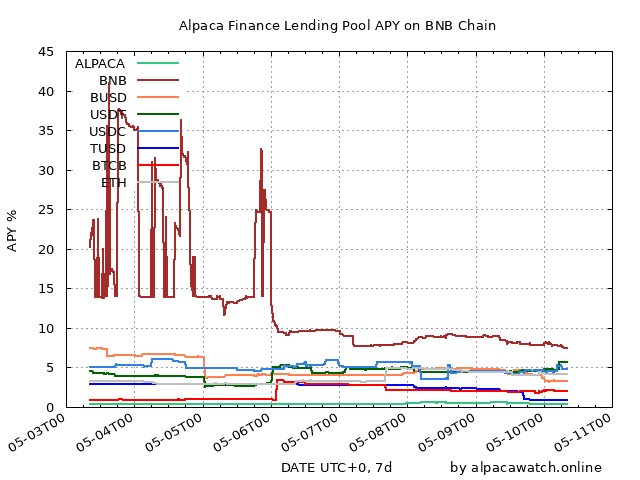 Alpaca Finance Lending Pool APY on BNB Chain
45
40
35
30
25
20
15
10
5
0
APY %
ALPACA
BNB
BUSD
USDT
USDC
TUSD
BTCB
ETH
05-03T00
05-04T00
05-05T00
05-06T00
05-07T00
05-08T00
05-09T00
05-10T00
05-11T00
DATE UTC+0, 7d
by alpacawatch.online